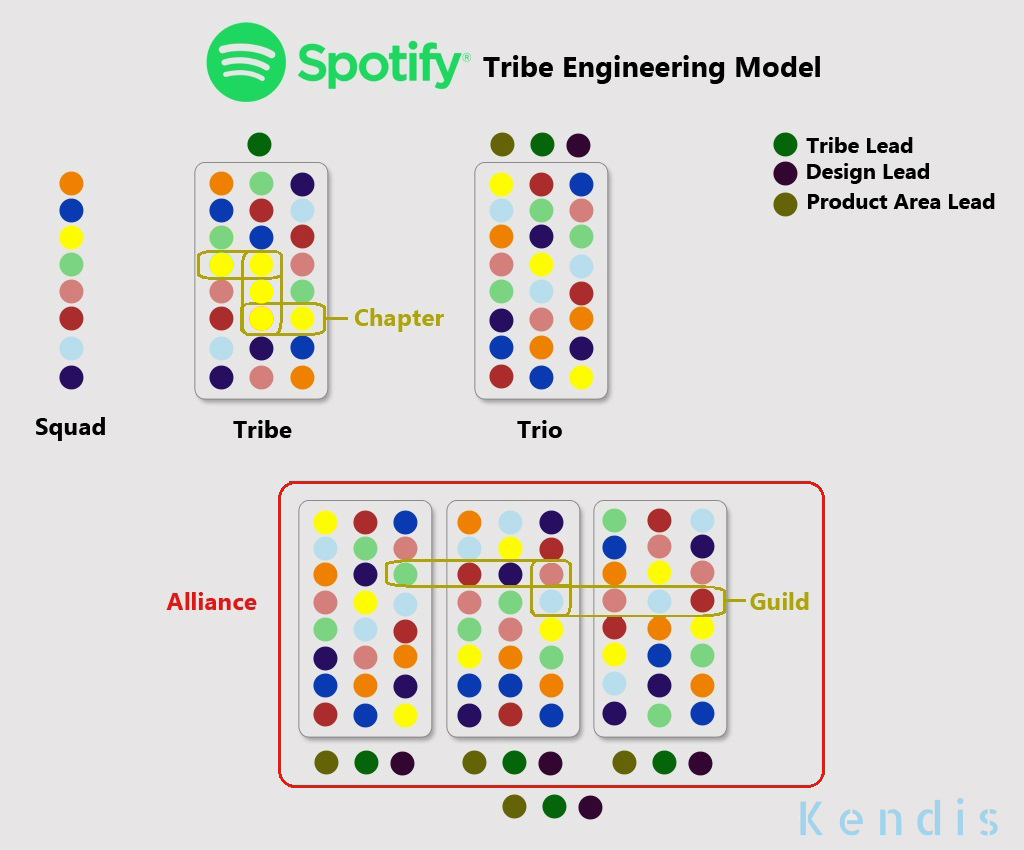 Spotify® Tribe Engineering Model
Tribe Lead
Design Lead
Product Area Lead
Chapter
Squad
Tribe
Trio
Alliance
Guild
Kendis